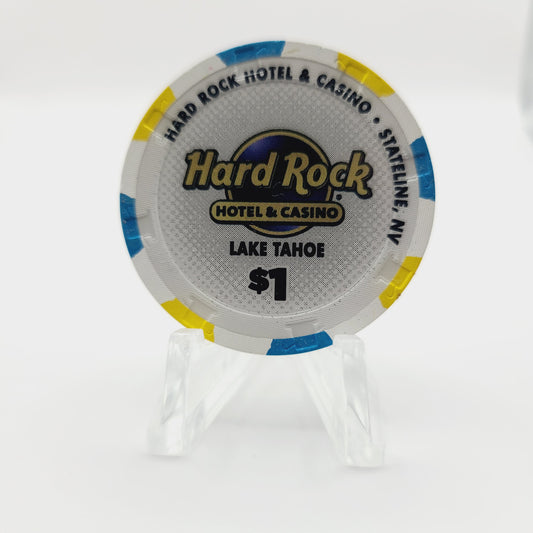 HARD ROCK HOTEL & CASINO • STATELINE, NV
Hard Rock®
HOTEL & CASINO
LAKE TAHOE
$1